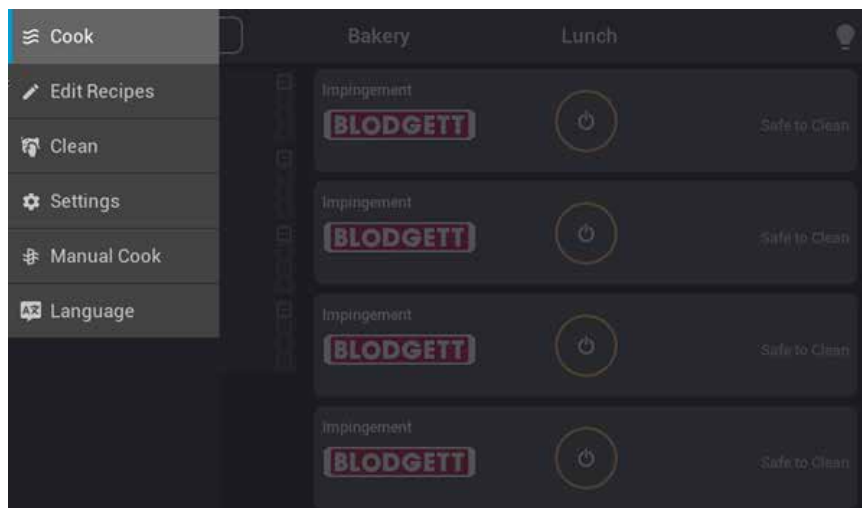 Cook
Bakery
Lunch
Edit Recipes
Clean
Settings
Manual Cook
Language
Impingement
BLODGETT
Safe to Clean
Impingement
BLODGETT
Safe to Clean
Impingement
BLODGETT
Safe to Clean
Impingement
BLODGETT
Safe to Clean